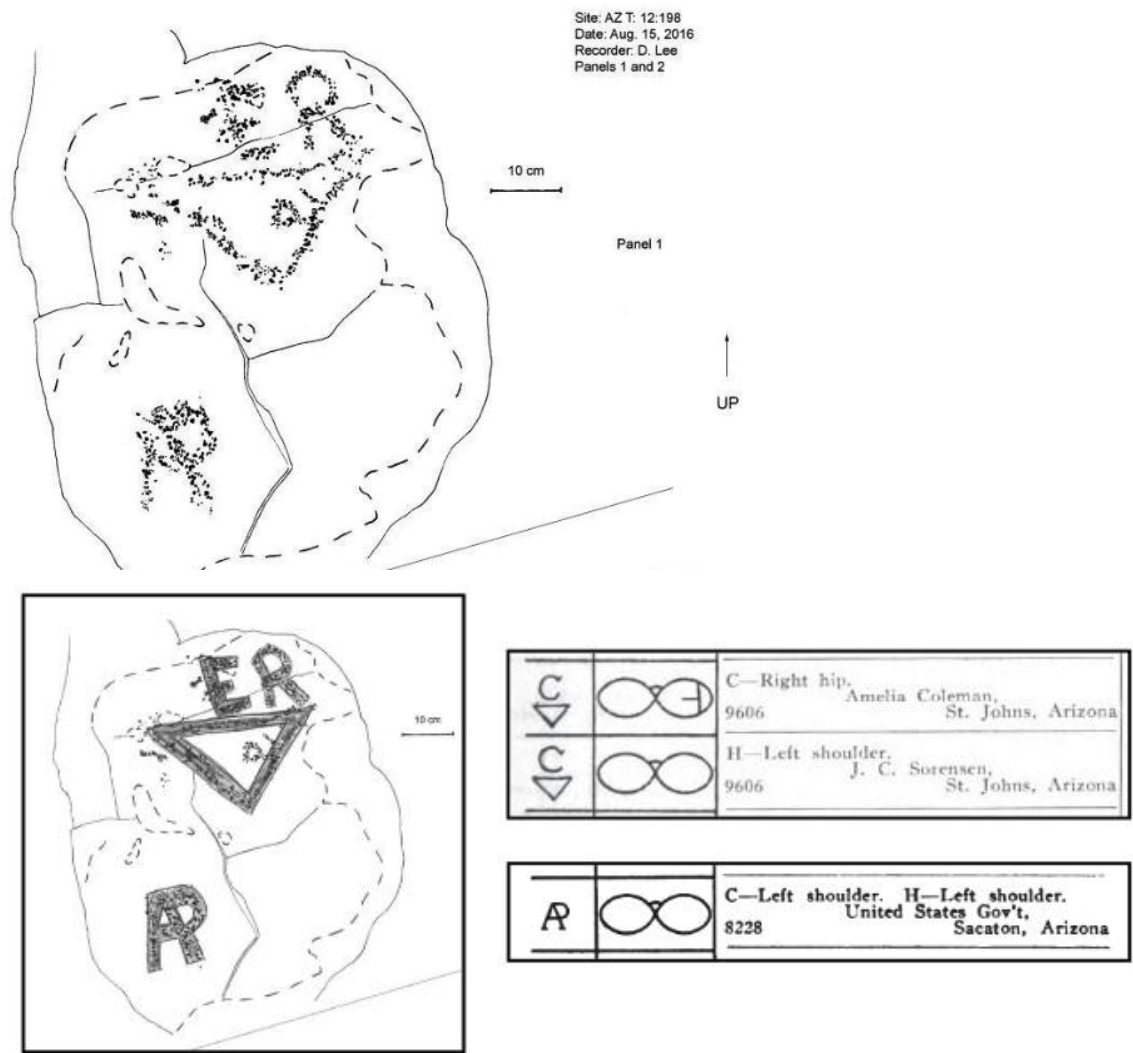 Site: AZ T: 12:198
Date: Aug. 15, 2016
Recorder: D. Lee
Panels 1 and 2
E R
10 cm
Panel 1
UP
AR
ER
10 cm
AR
C C—Right hip.
Amelia Coleman,
9606 St. Johns, Arizona
C H—Left shoulder.
J. C. Sorensen,
9606 St. Johns, Arizona
AP C—Left shoulder. H—Left shoulder.
United States Gov't,
8228 Sacaton, Arizona